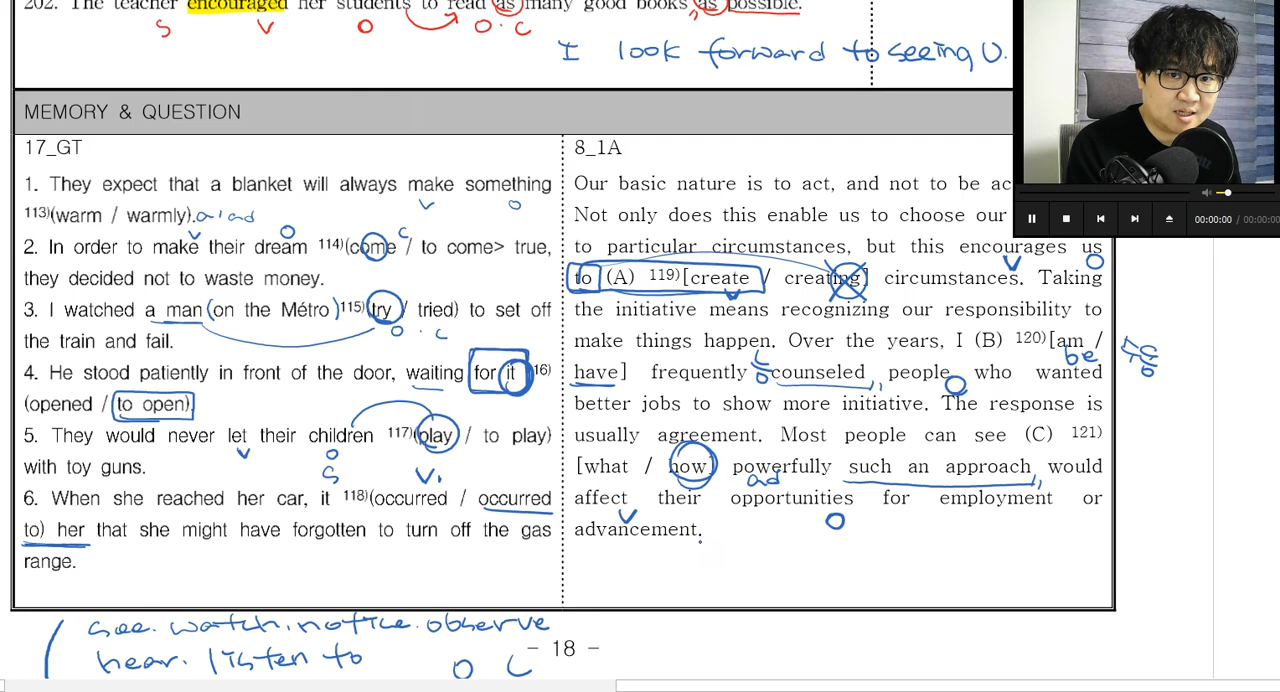 202. The teacher encouraged her students to read as many good books as possible.
S V O O.C
I look forward to seeing U.
MEMORY & QUESTION
17_GT
1. They expect that a blanket will always make something
V O
113)(warm / warmly). a/ad
V O C
2. In order to make their dream 114)(come / to come> true,
they decided not to waste money.
3. I watched a man (on the Métro) 115)(try / tried) to set off
O.C
the train and fail.
4. He stood patiently in front of the door, waiting for it 116)
(opened / to open).
5. They would never let their children 117)(play / to play)
V O
with toy guns.
S V.
6. When she reached her car, it 118)(occurred / occurred
to) her that she might have forgotten to turn off the gas
range.
see. watch. notice. observe
hear. listen to
O C
8_1A
Our basic nature is to act, and not to be ac
Not only does this enable us to choose our
to particular circumstances, but this encourages us
V O
to (A) 119)[create / creating] circumstances. Taking
V
the initiative means recognizing our responsibility to
make things happen. Over the years, I (B) 120)[am /
be
have] frequently counseled people who wanted
O
better jobs to show more initiative. The response is
usually agreement. Most people can see (C) 121)
[what / how] powerfully such an approach would
ad
affect their opportunities for employment or
V O
advancement.
- 18 -
00:00:00 / 00:00:00